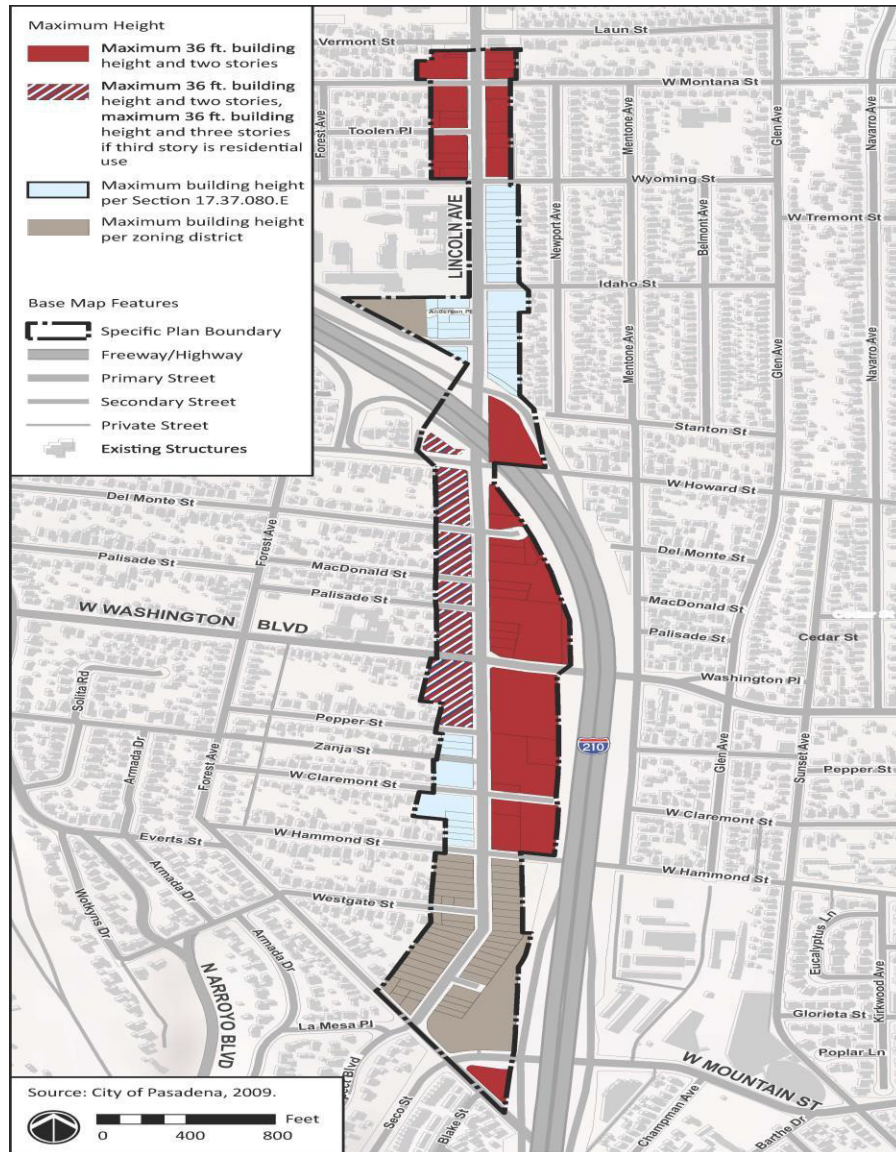 Maximum Height
Maximum 36 ft. building
height and two stories
Maximum 36 ft. building
height and two stories,
maximum 36 ft. building
height and three stories
if third story is residential
use
Maximum building height
per Section 17.37.080.E
Maximum building height
per zoning district
Base Map Features
Specific Plan Boundary
Freeway/Highway
Primary Street
Secondary Street
Private Street
Existing Structures
Vermont St
Laun St
W Montana St
Toolen Pl
Forest Ave
Mentone Ave
Glen Ave
Navarro Ave
Wyoming St
LINCOLN AVE
Newport Ave
Belmont Ave
W Tremont St
Idaho St
Anderson Pl
Mentone Ave
Glen Ave
Navarro Ave
Stanton St
W Howard St
Del Monte St
Forest Ave
Palisade St
MacDonald St
Palisade St
Del Monte St
MacDonald St
Palisade St
Cedar St
W WASHINGTON BLVD
Washington Pl
Solita Rd
Pepper St
Zanja St
Armada Dr
Forest Ave
W Claremont St
210
Glen Ave
Sunset Ave
Pepper St
W Claremont St
Everts St
W Hammond St
W Hammond St
Armada Dr
Westgate St
Wotkyns Dr
Armada Dr
N ARROYO BLVD
Eucalyptus Ln
Kirkwood Ave
La Mesa Pl
Glorieta St
Poplar Ln
W MOUNTAIN ST
Seco St
Blake St
Champman Ave
Barthe Dr
Source: City of Pasadena, 2009.
Feet
0 400 800